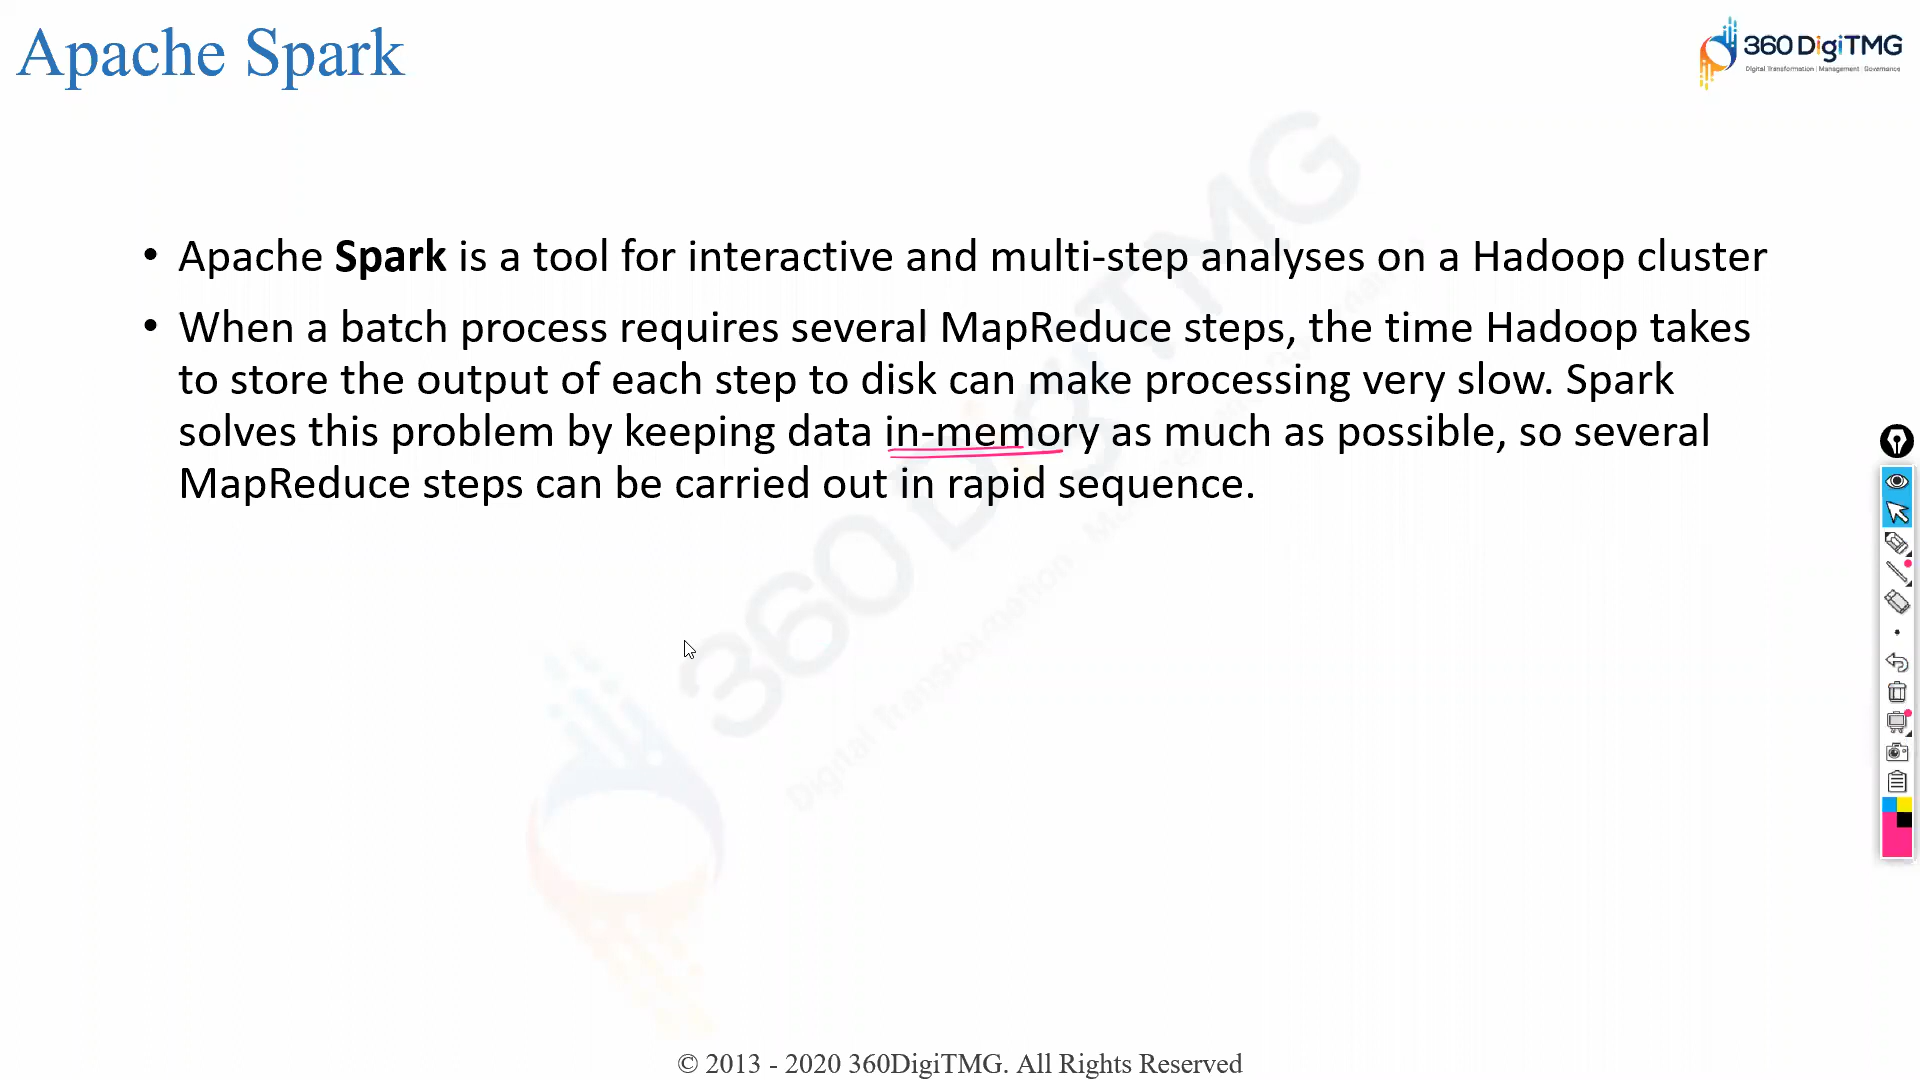 Apache Spark
360 DigiTMG
Digital Transformation | Management | Governance
• Apache Spark is a tool for interactive and multi-step analyses on a Hadoop cluster
• When a batch process requires several MapReduce steps, the time Hadoop takes
to store the output of each step to disk can make processing very slow. Spark
solves this problem by keeping data in-memory as much as possible, so several
MapReduce steps can be carried out in rapid sequence.
360 DigiTMG
© 2013 - 2020 360DigiTMG. All Rights Reserved